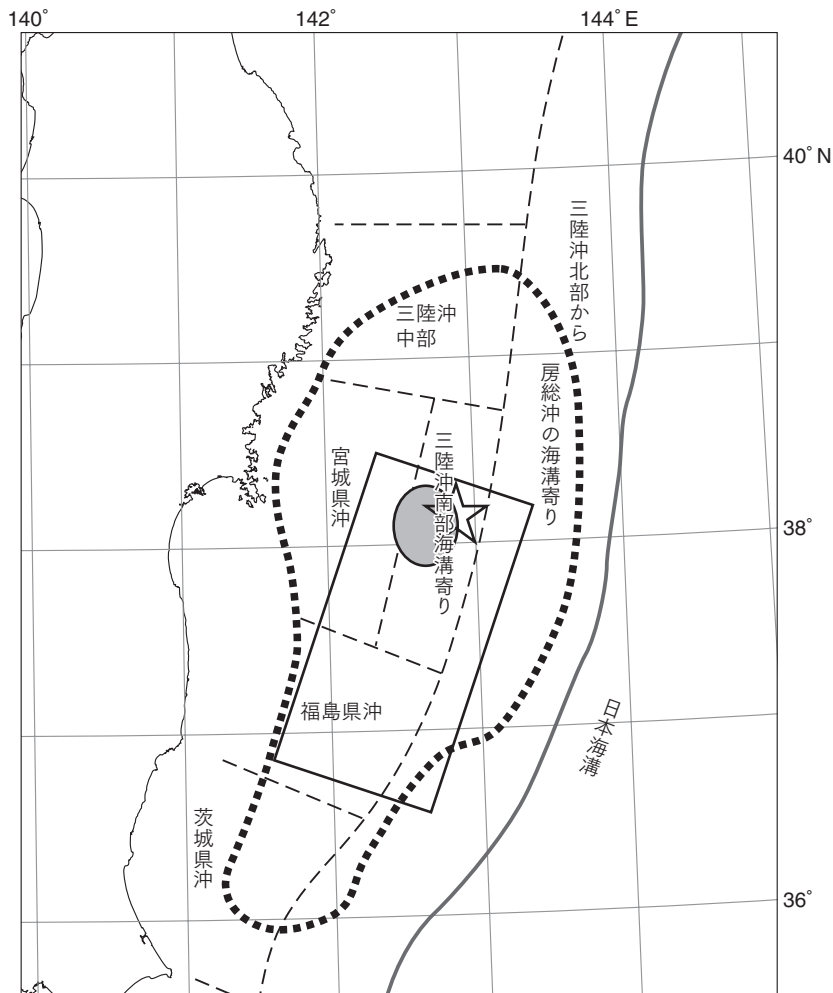 140°
142°
144°E
40°N
三陸沖北部から
房総沖の海溝寄り
三陸沖
中部
宮城県沖
三陸沖南部海溝寄り
38°
福島県沖
日本海溝
茨城県沖
36°